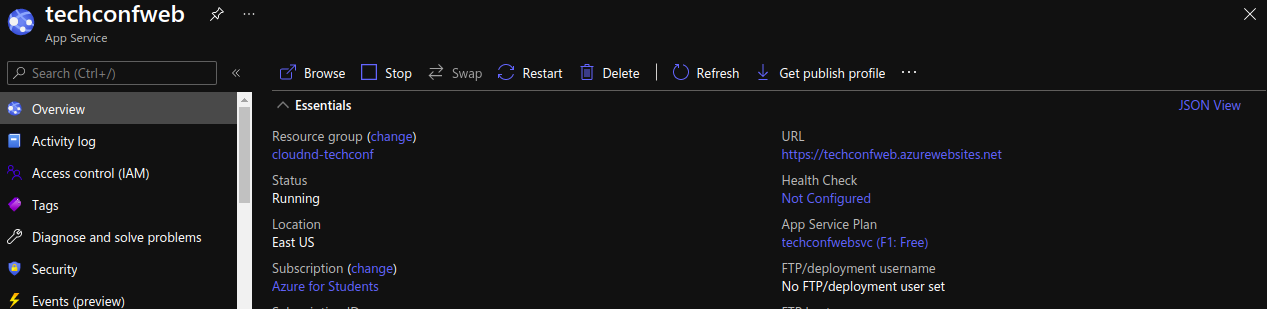 techconfweb
App Service
Search (Ctrl+/)
Browse Stop Swap Restart Delete Refresh Get publish profile
Overview
Activity log
Access control (IAM)
Tags
Diagnose and solve problems
Security
Events (preview)
Essentials JSON View
Resource group (change)
cloudnd-techconf
Status
Running
Location
East US
Subscription (change)
Azure for Students
URL
https://techconfweb.azurewebsites.net
Health Check
Not Configured
App Service Plan
techconfwebsvc (F1: Free)
FTP/deployment username
No FTP/deployment user set